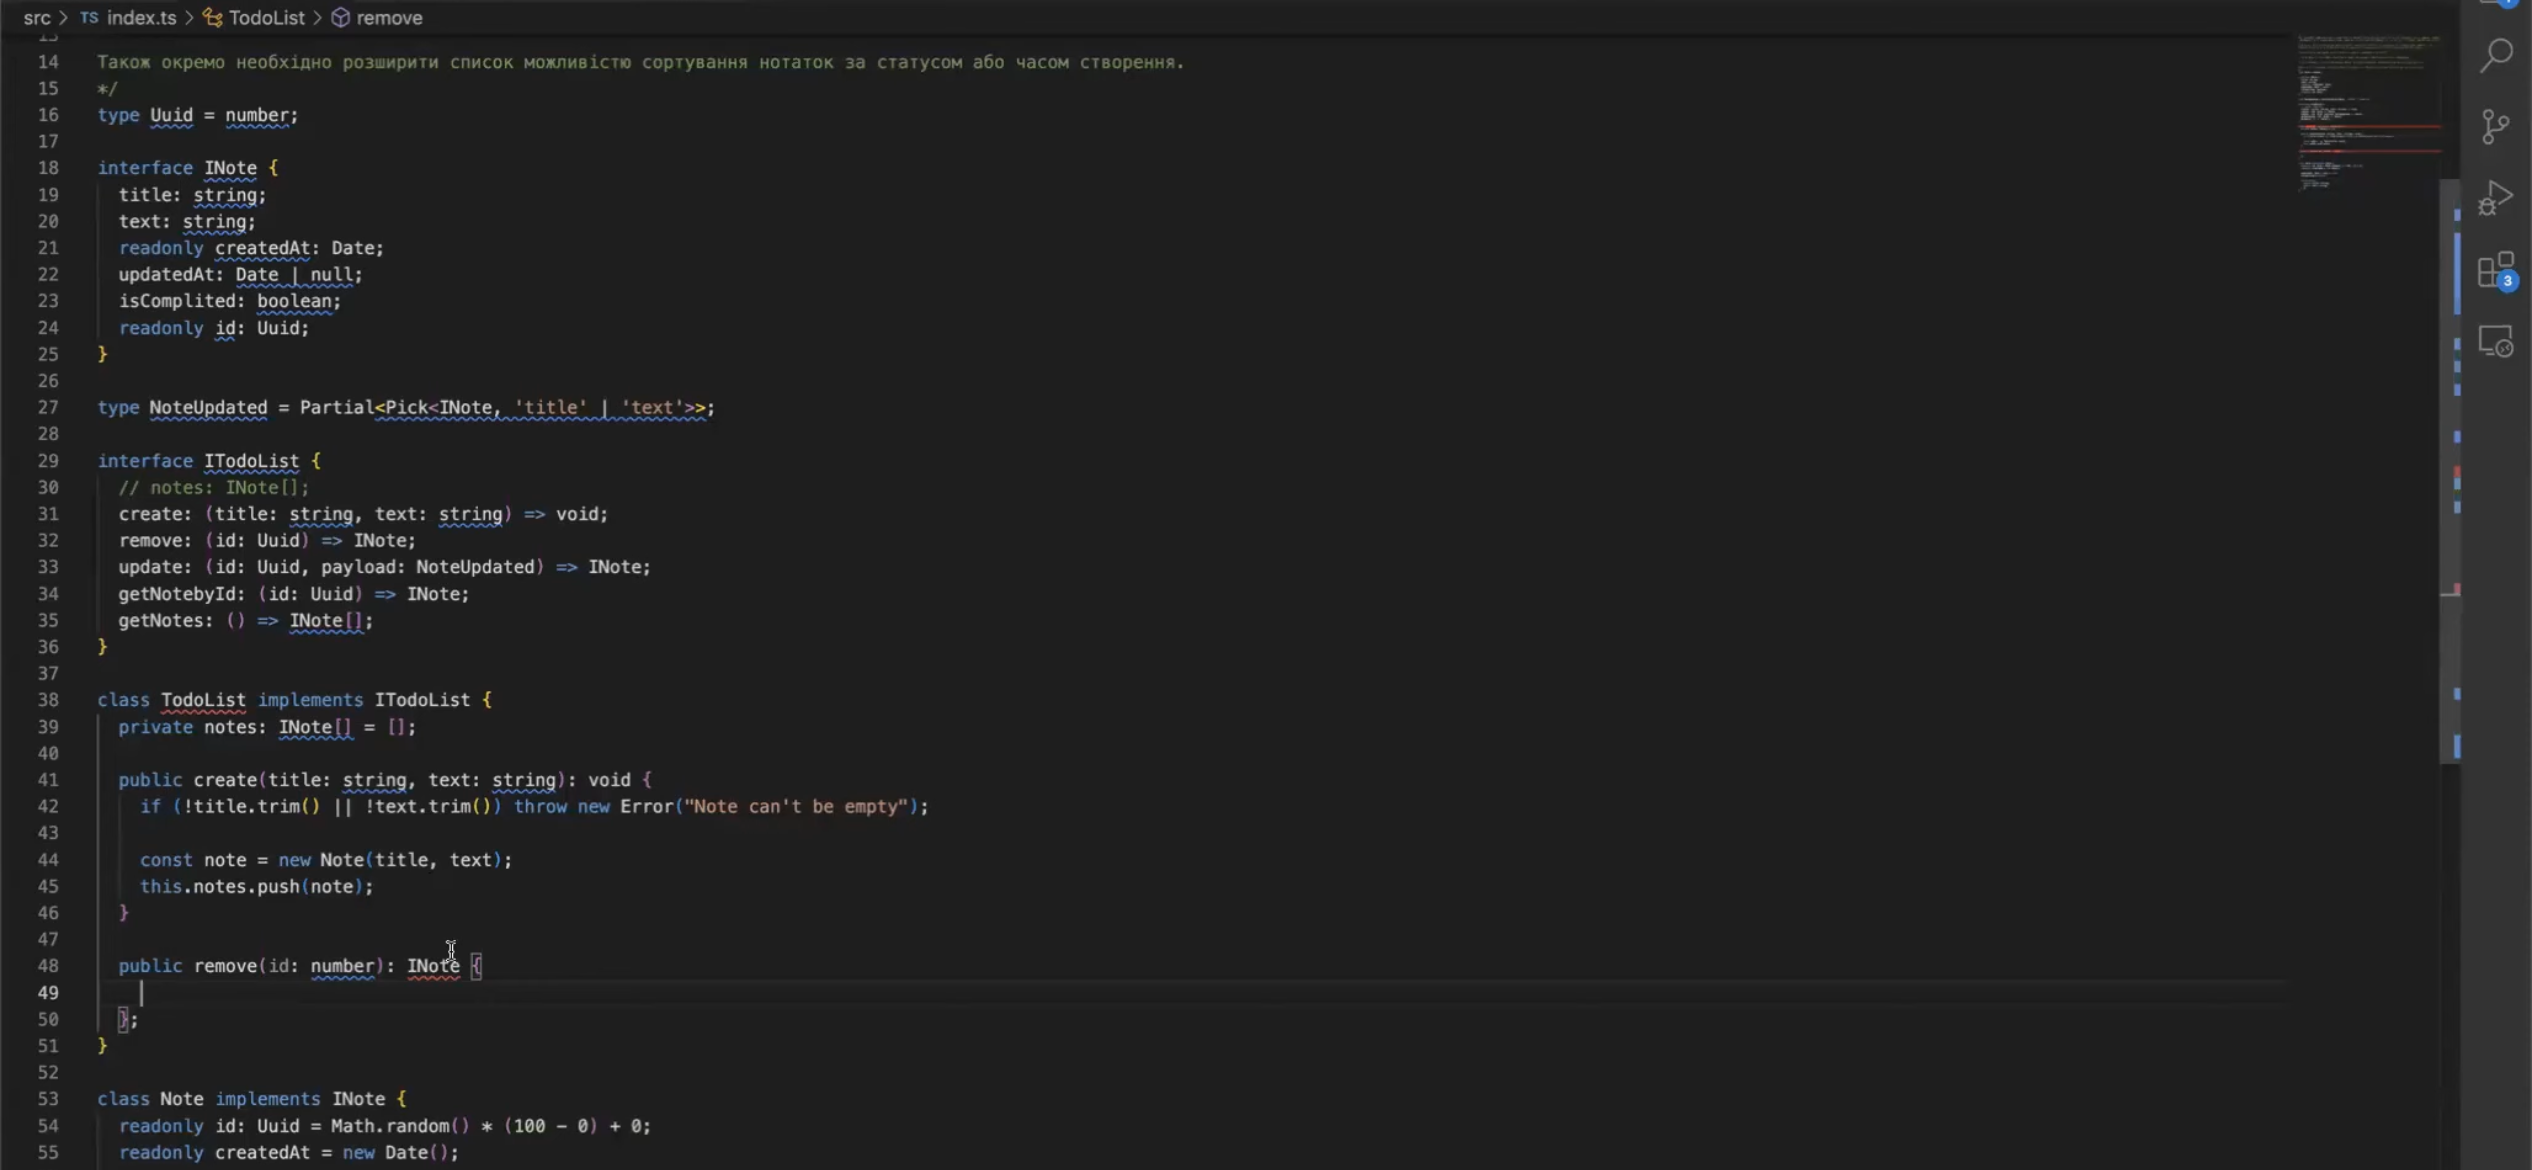 src > TS index.ts > TodoList > remove
13
14 Також окремо необхідно розширити список можливістю сортування нотаток за статусом або часом створення.
15 */
16 type Uuid = number;
17
18 interface INote {
19 title: string;
20 text: string;
21 readonly createdAt: Date;
22 updatedAt: Date | null;
23 isComplited: boolean;
24 readonly id: Uuid;
25 }
26
27 type NoteUpdated = Partial<Pick<INote, 'title' | 'text'>>;
28
29 interface ITodoList {
30 // notes: INote[];
31 create: (title: string, text: string) => void;
32 remove: (id: Uuid) => INote;
33 update: (id: Uuid, payload: NoteUpdated) => INote;
34 getNotebyId: (id: Uuid) => INote;
35 getNotes: () => INote[];
36 }
37
38 class TodoList implements ITodoList {
39 private notes: INote[] = [];
40
41 public create(title: string, text: string): void {
42 if (!title.trim() || !text.trim()) throw new Error("Note can't be empty");
43
44 const note = new Note(title, text);
45 this.notes.push(note);
46 }
47
48 public remove(id: number): INote {
49
50 };
51 }
52
53 class Note implements INote {
54 readonly id: Uuid = Math.random() * (100 - 0) + 0;
55 readonly createdAt = new Date();
3